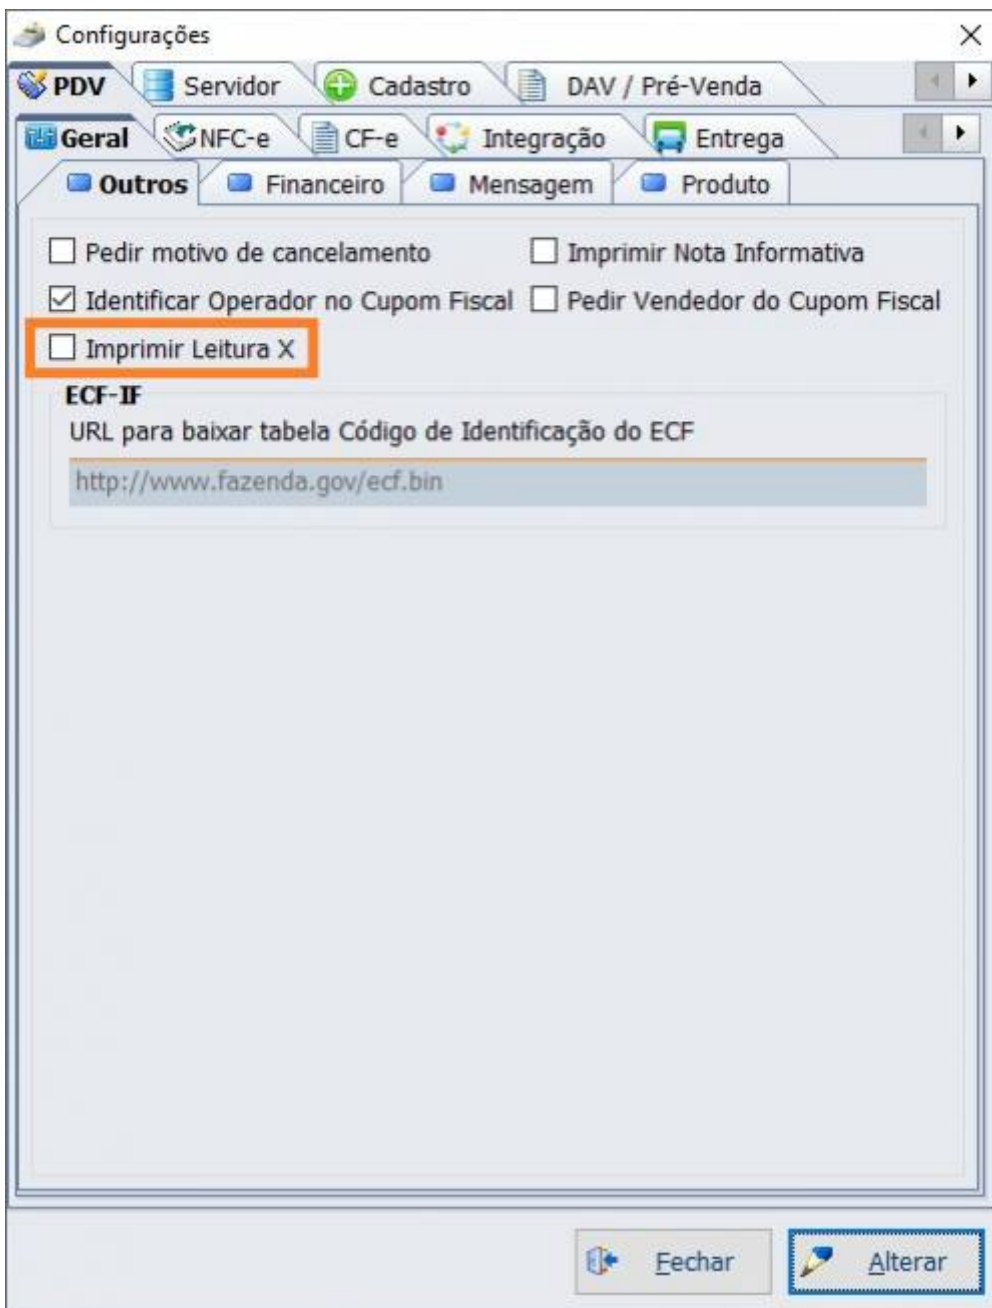 Configurações
PDV Servidor Cadastro DAV / Pré-Venda
Geral NFC-e CF-e Integração Entrega
Outros Financeiro Mensagem Produto
Pedir motivo de cancelamento Imprimir Nota Informativa
Identificar Operador no Cupom Fiscal Pedir Vendedor do Cupom Fiscal
Imprimir Leitura X
ECF-IF
URL para baixar tabela Código de Identificação do ECF
http://www.fazenda.gov/ecf.bin
Fechar Alterar